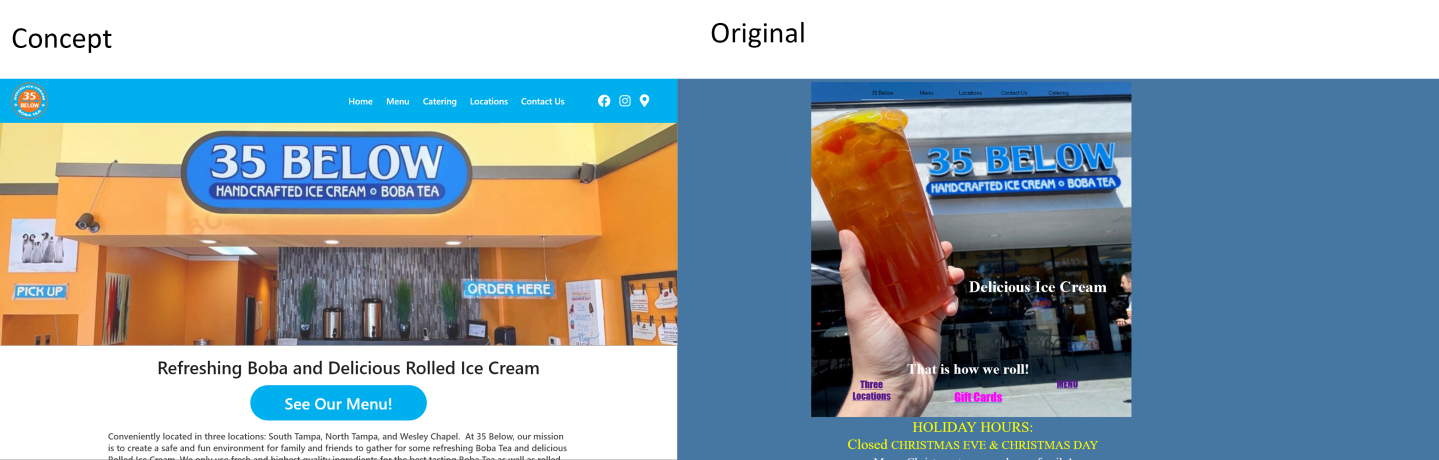 Concept
Original
35
BELOW
BOBA TEA
Home Menu Catering Locations Contact Us
35 BELOW
HANDCRAFTED ICE CREAM BOBA TEA
PICK UP
ORDER HERE
Refreshing Boba and Delicious Rolled Ice Cream
See Our Menu!
Conveniently located in three locations: South Tampa, North Tampa, and Wesley Chapel. At 35 Below, our mission
is to create a safe and fun environment for family and friends to gather for some refreshing Boba Tea and delicious
Rolled Ice Cream. We only use fresh and highest quality ingredients for the best tasting Boba Tea as well as rolled
35 Below Menu Locations Contact Us Catering
35 BELOW
HANDCRAFTED ICE CREAM BOBA TEA
Delicious Ice Cream
That is how we roll!
Three
Locations
Gift Cards
MENU
HOLIDAY HOURS:
Closed CHRISTMAS EVE & CHRISTMAS DAY